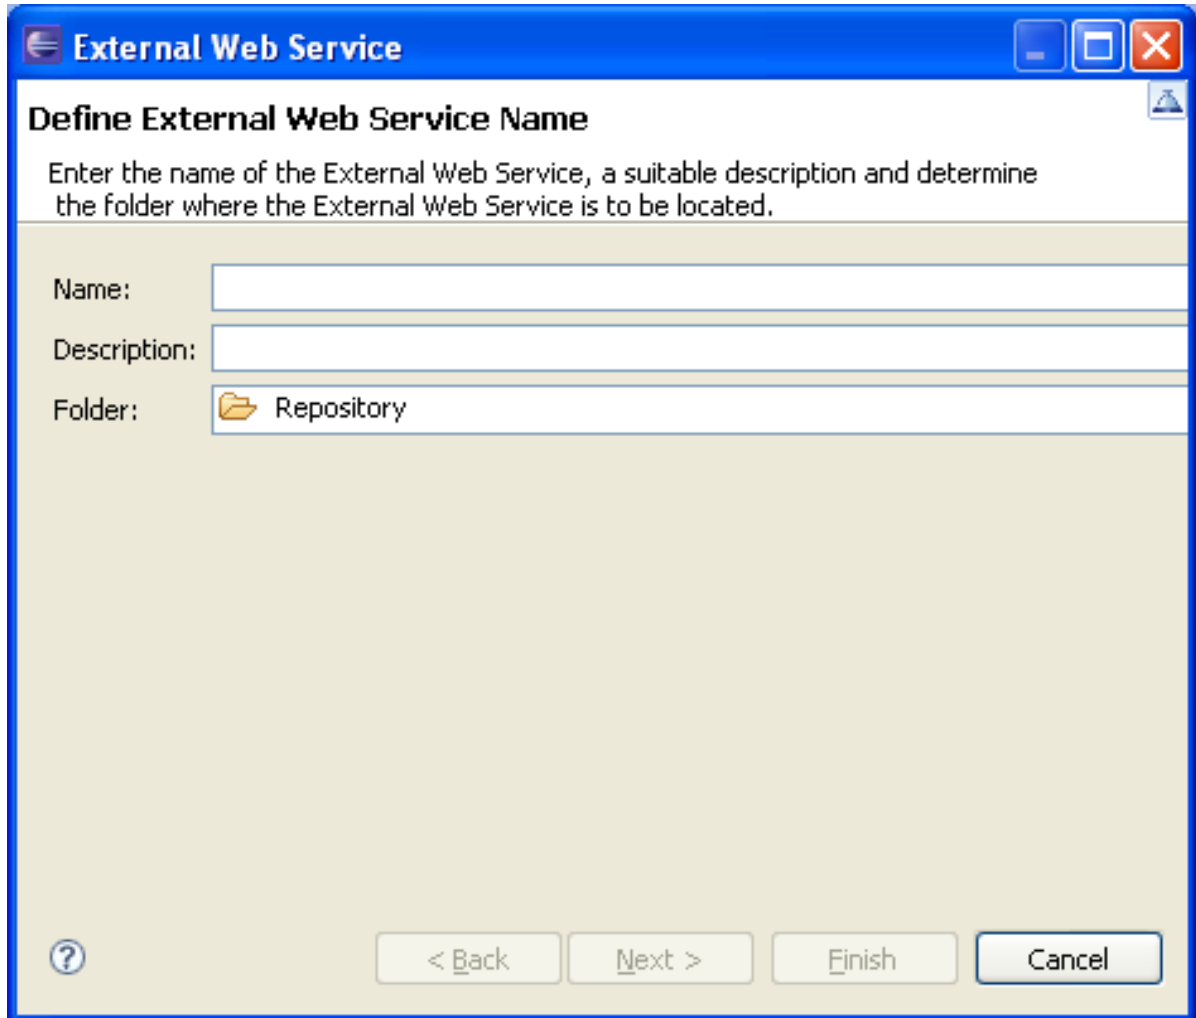 External Web Service
Define External Web Service Name
Enter the name of the External Web Service, a suitable description and determine
the folder where the External Web Service is to be located.
Name:
Description:
Folder: Repository
? < Back Next > Finish Cancel